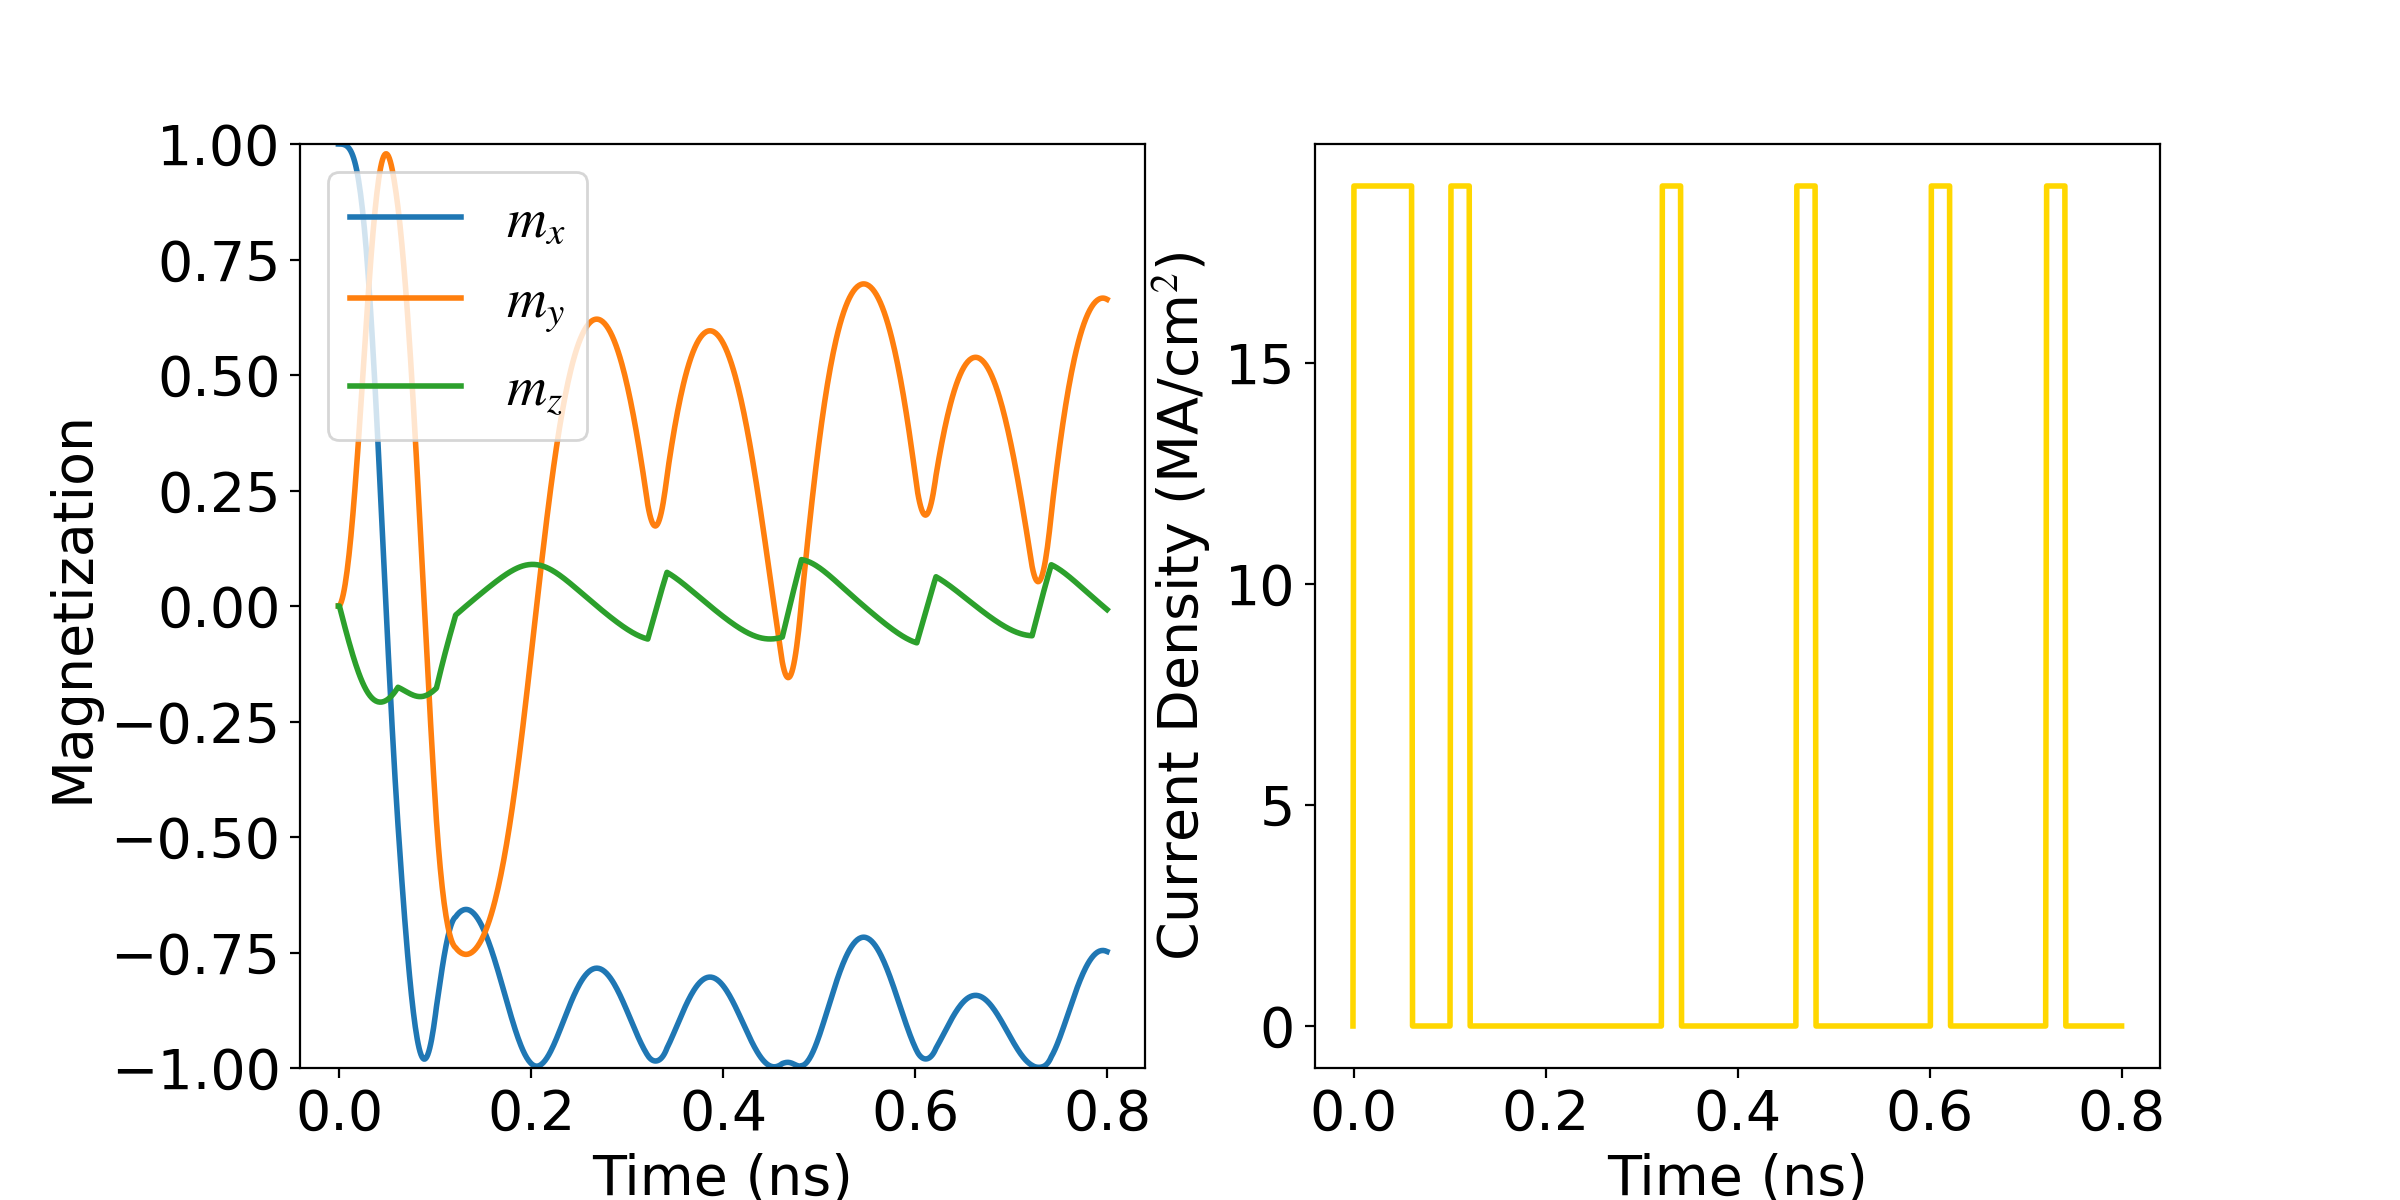 Magnetization
1.00
0.75
0.50
0.25
0.00
−0.25
−0.50
−0.75
−1.00
m_x
m_y
m_z
0.0 0.2 0.4 0.6 0.8
Time (ns)
Current Density (MA/cm²)
15
10
5
0
0.0 0.2 0.4 0.6 0.8
Time (ns)